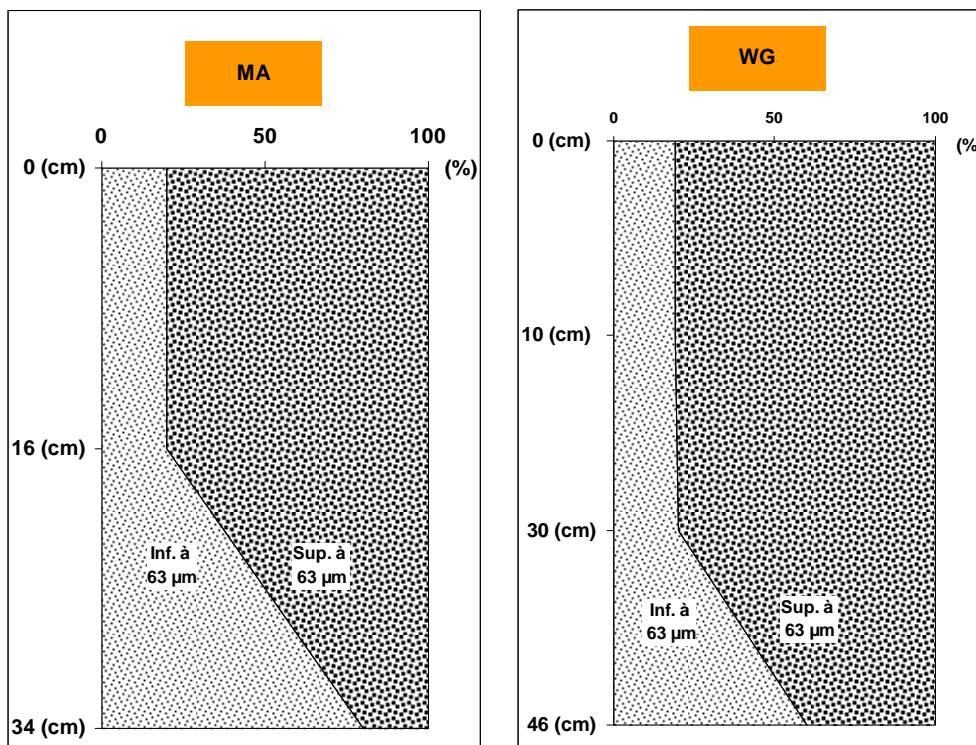 MA
0 50 100
0 (cm) (%)
16 (cm)
Inf. à
63 µm
Sup. à
63 µm
34 (cm)
WG
0 50 100
0 (cm) (%
10 (cm)
30 (cm)
Inf. à
63 µm
Sup. à
63 µm
46 (cm)